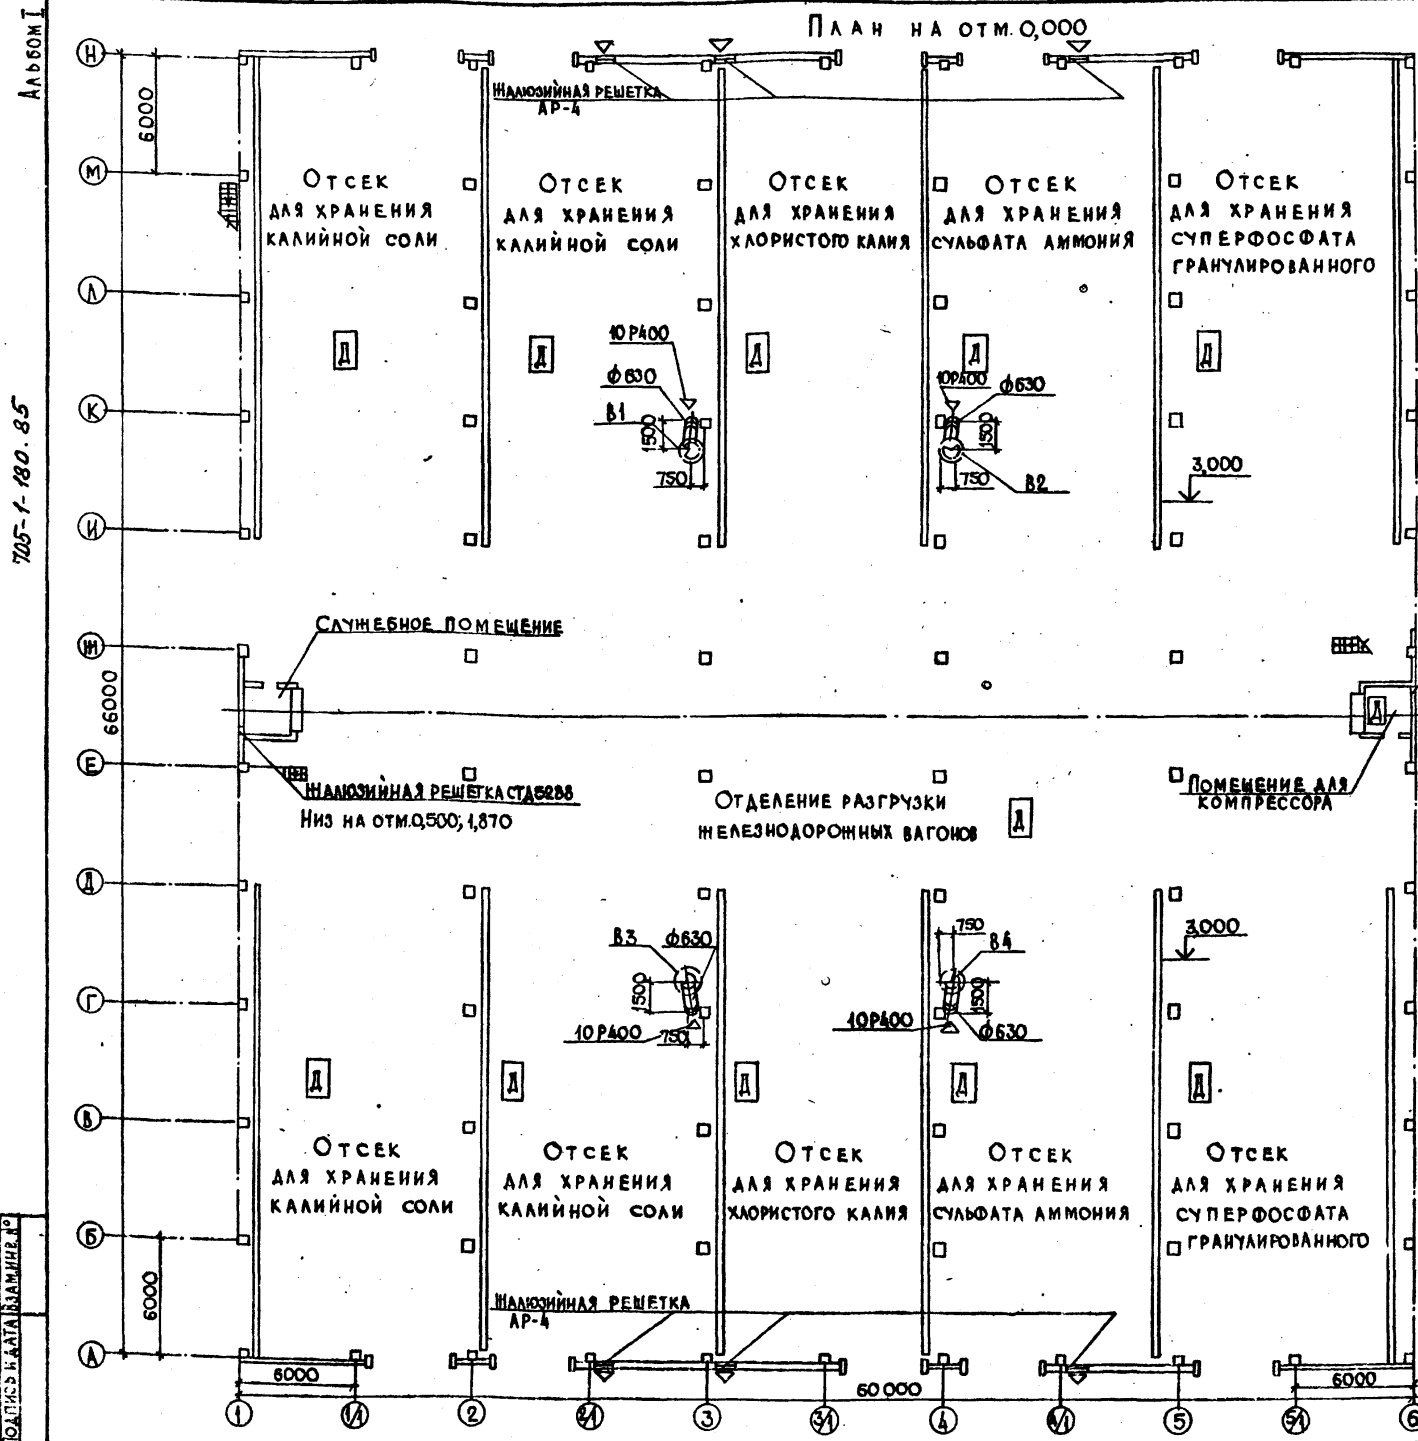 План на отм. 0,000
Альбом I
705-1-180.85
Н
6000
Жалюзийная решетка
АР-4
М
Отсек
для хранения
калийной соли
Отсек
для хранения
калийной соли
Отсек
для хранения
хлористого калия
Отсек
для хранения
сульфата аммония
Отсек
для хранения
суперфосфата
гранулированного
Л
Д
Д
Д
Д
Д
10Р400
ф630
В1
1500
750
10Р400
ф630
1500
750
В2
К
3,000
И
Служебное помещение
Ж
66000
Д
Е
Жалюзийная решетка СТД5288
Низ на отм.0,500; 1,870
Отделение разгрузки
железнодорожных вагонов
Д
Помещение для
компрессора
Д
В3
ф630
1500
10Р400
750
750
В4
1500
10Р400
ф630
3,000
Г
Д
Д
Д
Д
Д
В
Отсек
для хранения
калийной соли
Отсек
для хранения
калийной соли
Отсек
для хранения
хлористого калия
Отсек
для хранения
сульфата аммония
Отсек
для хранения
суперфосфата
гранулированного
Б
6000
Жалюзийная решетка
АР-4
А
6000
60000
6000
1
1/1
2
2/1
3
3/1
4
4/1
5
5/1
6
одпись и дата
Взам.инв.№